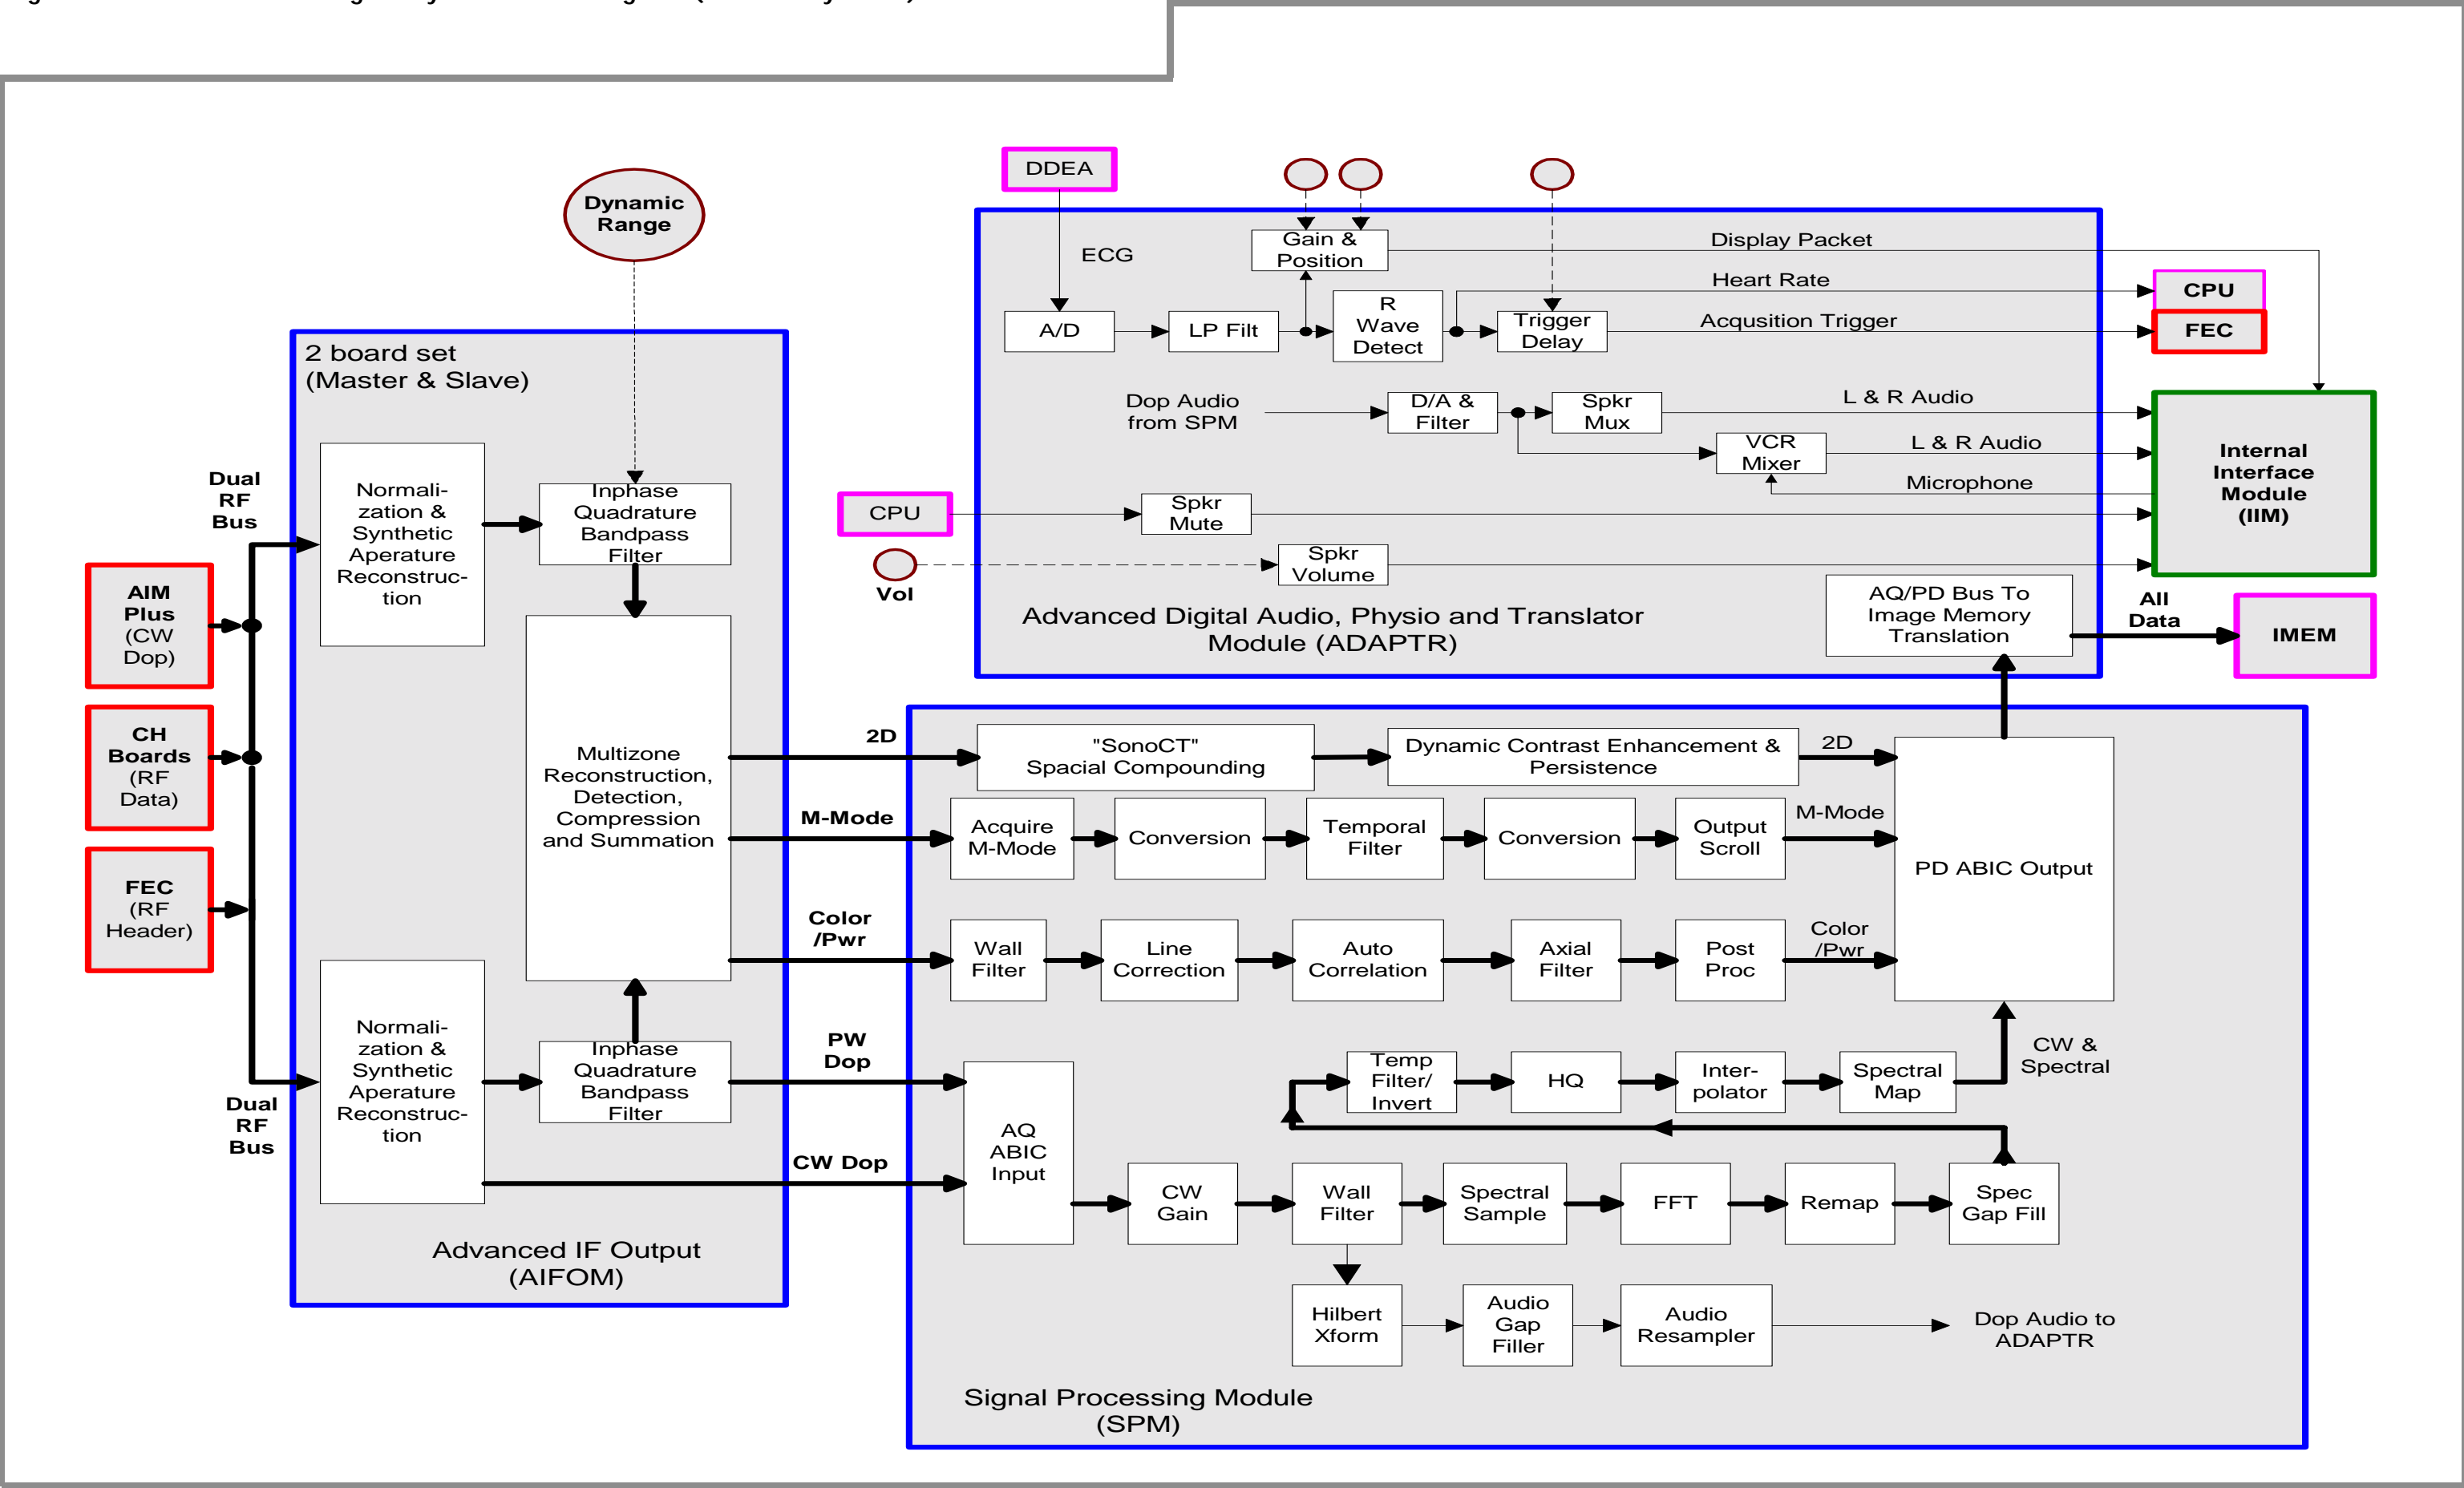 DDEA
Dynamic
Range
Gain &
Position
Display Packet
ECG
Heart Rate
CPU
A/D
LP Filt
R
Wave
Detect
Trigger
Delay
Acqusition Trigger
FEC
2 board set
(Master & Slave)
Dop Audio
from SPM
D/A &
Filter
Spkr
Mux
L & R Audio
VCR
Mixer
L & R Audio
Microphone
Internal
Interface
Module
(IIM)
CPU
Spkr
Mute
Vol
Spkr
Volume
Advanced Digital Audio, Physio and Translator
Module (ADAPTR)
AQ/PD Bus To
Image Memory
Translation
All
Data
IMEM
Dual
RF
Bus
Normali-
zation &
Synthetic
Aperature
Reconstruc-
tion
Inphase
Quadrature
Bandpass
Filter
AIM
Plus
(CW
Dop)
CH
Boards
(RF
Data)
FEC
(RF
Header)
Multizone
Reconstruction,
Detection,
Compression
and Summation
2D
"SonoCT"
Spacial Compounding
Dynamic Contrast Enhancement &
Persistence
2D
M-Mode
Acquire
M-Mode
Conversion
Temporal
Filter
Conversion
Output
Scroll
M-Mode
PD ABIC Output
Color
/Pwr
Wall
Filter
Line
Correction
Auto
Correlation
Axial
Filter
Post
Proc
Color
/Pwr
Dual
RF
Bus
Normali-
zation &
Synthetic
Aperature
Reconstruc-
tion
Inphase
Quadrature
Bandpass
Filter
PW
Dop
CW Dop
AQ
ABIC
Input
Temp
Filter/
Invert
HQ
Inter-
polator
Spectral
Map
CW &
Spectral
CW
Gain
Wall
Filter
Spectral
Sample
FFT
Remap
Spec
Gap Fill
Advanced IF Output
(AIFOM)
Hilbert
Xform
Audio
Gap
Filler
Audio
Resampler
Dop Audio to
ADAPTR
Signal Processing Module
(SPM)